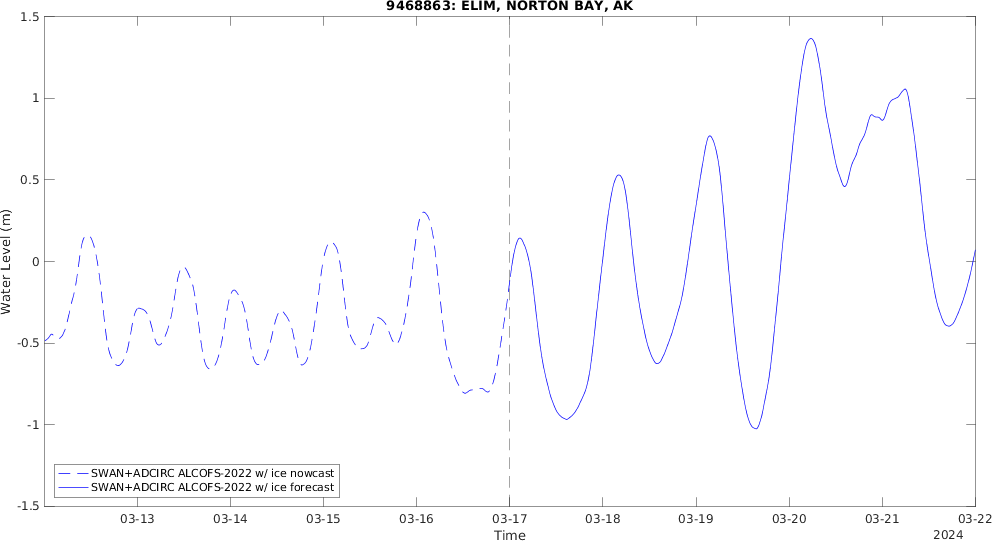 9468863: ELIM, NORTON BAY, AK
1.5
1
0.5
0
-0.5
-1
-1.5
Water Level (m)
SWAN+ADCIRC ALCOFS-2022 w/ ice nowcast
SWAN+ADCIRC ALCOFS-2022 w/ ice forecast
03-13 03-14 03-15 03-16 03-17 03-18 03-19 03-20 03-21 03-22
Time
2024